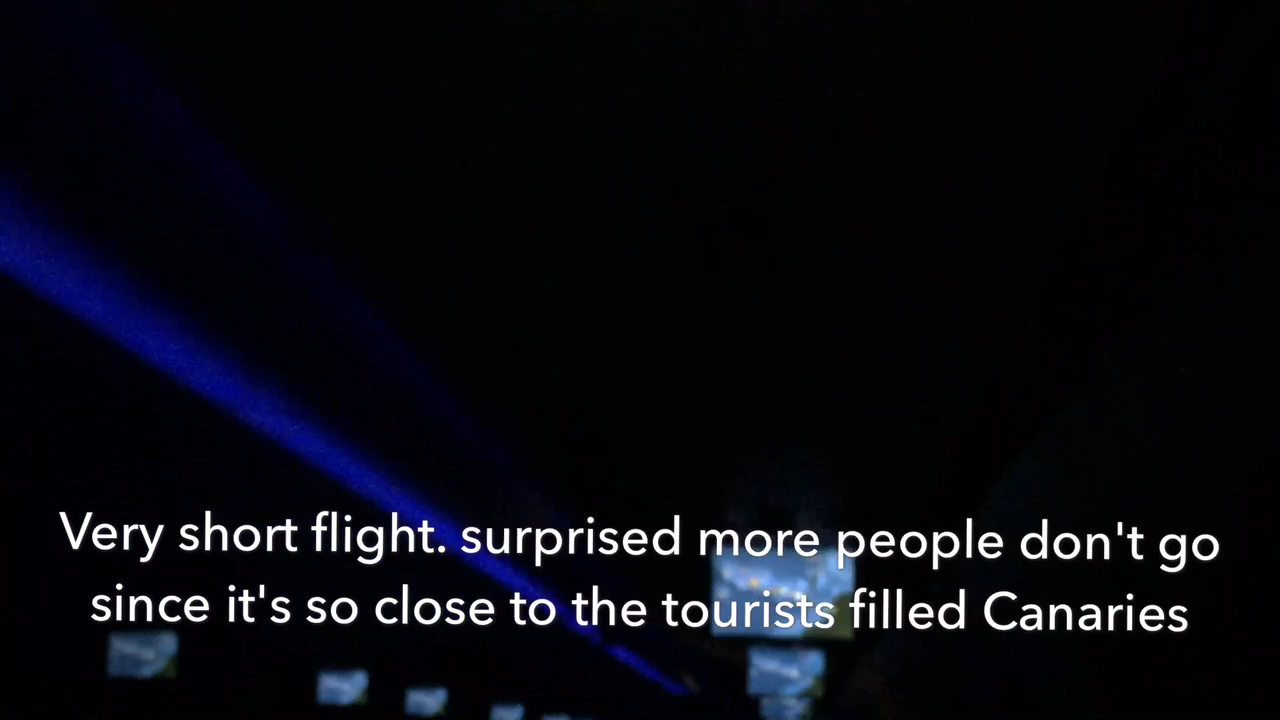 Very short flight. surprised more people don't go
since it's so close to the tourists filled Canaries